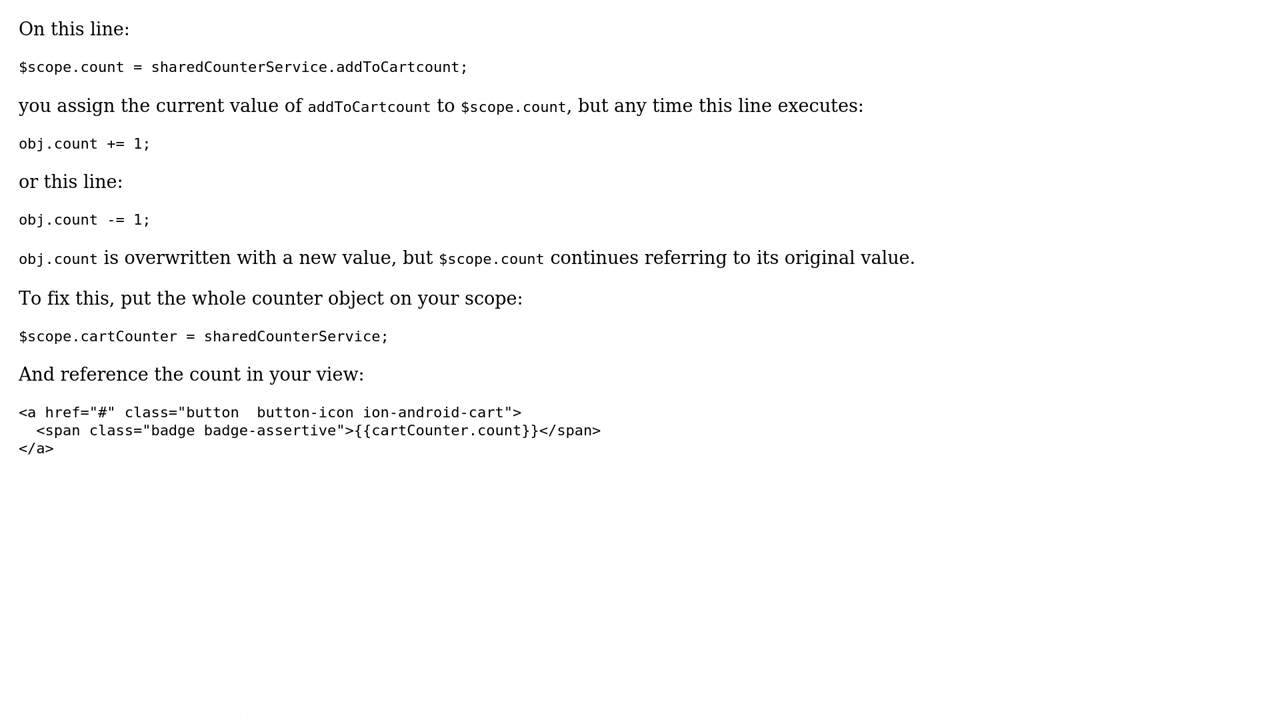 On this line:
$scope.count = sharedCounterService.addToCartcount;
you assign the current value of addToCartcount to $scope.count, but any time this line executes:
obj.count += 1;
or this line:
obj.count -= 1;
obj.count is overwritten with a new value, but $scope.count continues referring to its original value.
To fix this, put the whole counter object on your scope:
$scope.cartCounter = sharedCounterService;
And reference the count in your view:
<a href="#" class="button  button-icon ion-android-cart">
  <span class="badge badge-assertive">{{cartCounter.count}}</span>
</a>